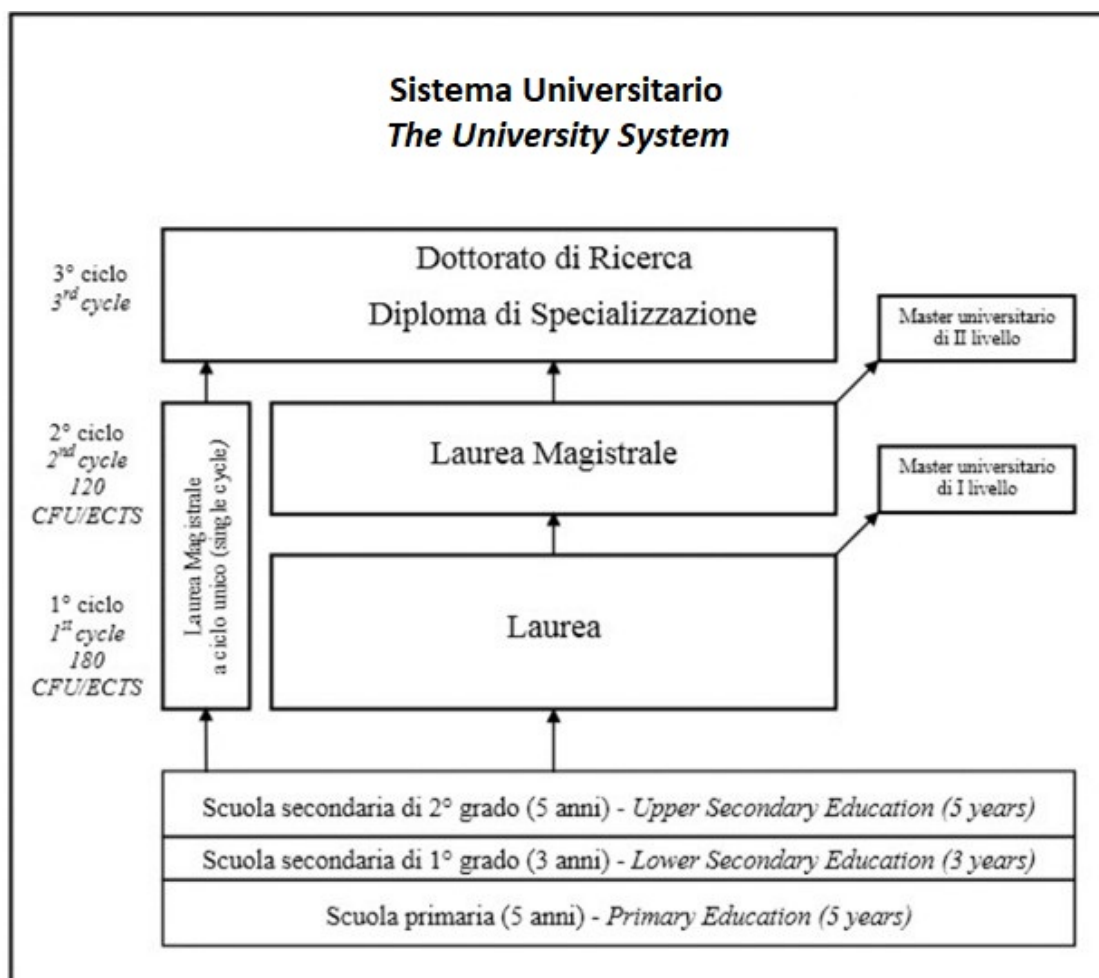 Sistema Universitario
The University System
3° ciclo
3rd cycle
Dottorato di Ricerca
Diploma di Specializzazione
Master universitario
di II livello
2° ciclo
2nd cycle
120
CFU/ECTS
Laurea Magistrale
a ciclo unico (single cycle)
Laurea Magistrale
Master universitario
di I livello
1° ciclo
1st cycle
180
CFU/ECTS
Laurea
Scuola secondaria di 2° grado (5 anni) - Upper Secondary Education (5 years)
Scuola secondaria di 1° grado (3 anni) - Lower Secondary Education (3 years)
Scuola primaria (5 anni) - Primary Education (5 years)